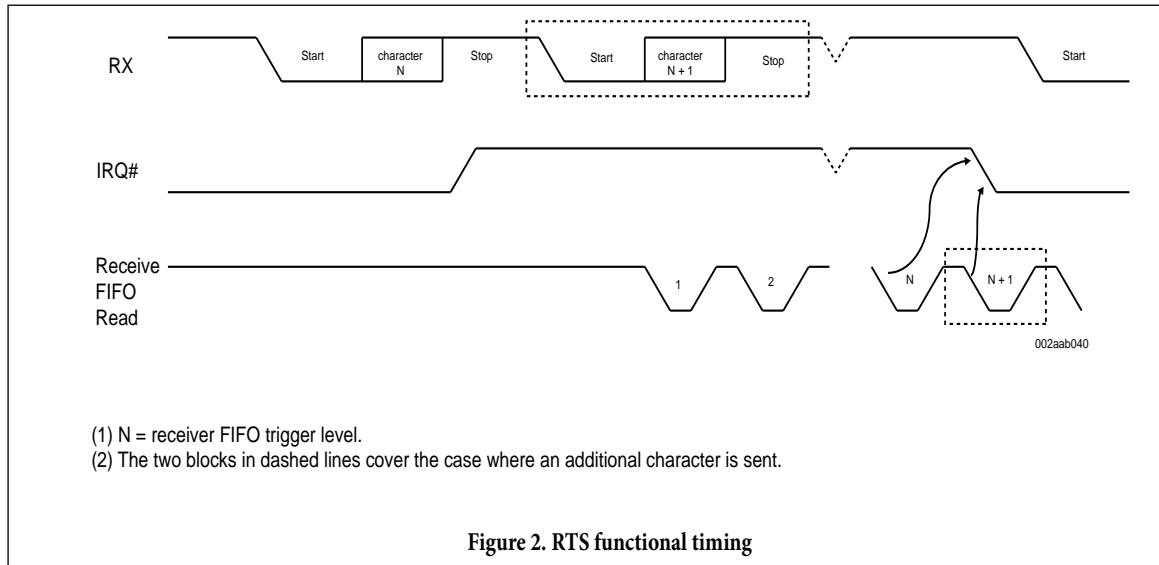 RX
Start
character
N
Stop
Start
character
N + 1
Stop
Start
IRQ#
Receive
FIFO
Read
1
2
N
N + 1
002aab040
(1) N = receiver FIFO trigger level.
(2) The two blocks in dashed lines cover the case where an additional character is sent.
Figure 2. RTS functional timing